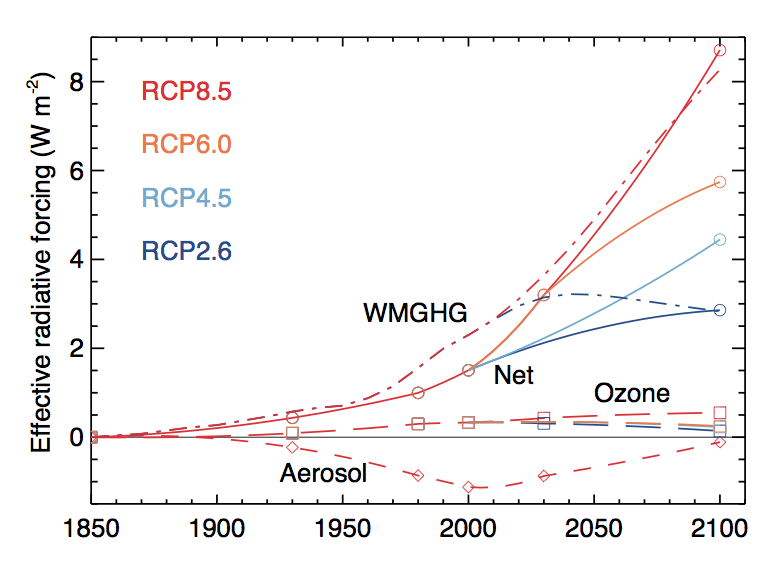 Effective radiative forcing (W m-2)
8
6
4
2
0
RCP8.5
RCP6.0
RCP4.5
RCP2.6
WMGHG
Net
Ozone
Aerosol
1850
1900
1950
2000
2050
2100